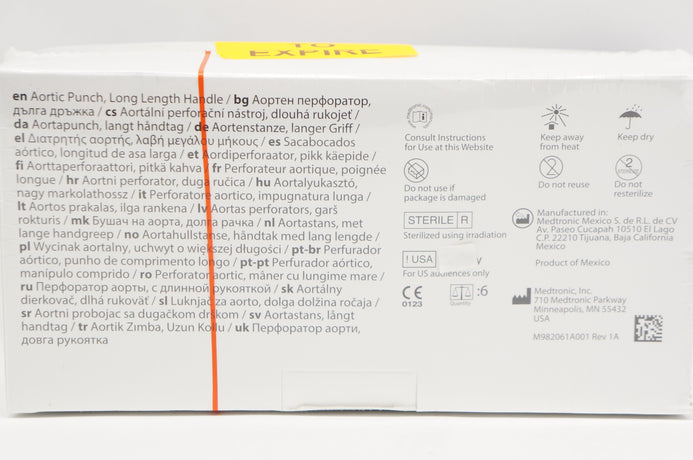 TO
EXPIRE
en Aortic Punch, Long Length Handle / bg Аортен перфоратор,
дълга дръжка / cs Aortální perforační nástroj, dlouhá rukojeť /
da Aortapunch, langt håndtag / de Aortenstanze, langer Griff /
el Διατρητής αορτής, λαβή μεγάλου μήκους / es Sacabocados
aórtico, longitud de asa larga / et Aordiperforaator, pikk käepide /
fi Aorttaperforaattori, pitkä kahva / fr Perforateur aortique, poignée
longue / hr Aortni perforator, duga ručica / hu Aortalyukasztó,
nagy markolathossz / it Perforatore aortico, impugnatura lunga /
lt Aortos prakalas, ilga rankena / lv Aortas perforators, garš
rokturis / mk Бушач на аорта, долга рачка / nl Aortastans, met
lange handgreep / no Aortahullstanse, håndtak med lang lengde /
pl Wycinak aortalny, uchwyt o większej długości / pt-br Perfurador
aórtico, punho de comprimento longo / pt-pt Perfurador aórtico,
manípulo comprido / ro Perforator aortic, mâner cu lungime mare /
ru Перфоратор аорты, с длинной рукояткой / sk Aortálny
dierkovač, dlhá rukoväť / sl Luknjač za aorto, dolga dolžina ročaja /
sr Aortni probojac sa dugačkom drškom / sv Aortastans, långt
handtag / tr Aortik Zımba, Uzun Kollu / uk Перфоратор аорти,
довга рукоятка
Consult Instructions
for Use at this Website
Keep away
from heat
Keep dry
Do not use if
package is damaged
2
Do not reuse
2
Do not
resterilize
STERILE R
Sterilized using irradiation
! USA
For US audiences only
CE
0123
:6
Quantity
Manufactured in:
Medtronic Mexico S. de R.L. de CV
Av. Paseo Cucapah 10510 El Lago
C.P. 22210 Tijuana, Baja California
Mexico
Product of Mexico
Medtronic, Inc.
710 Medtronic Parkway
Minneapolis, MN 55432
USA
M982061A001 Rev 1A